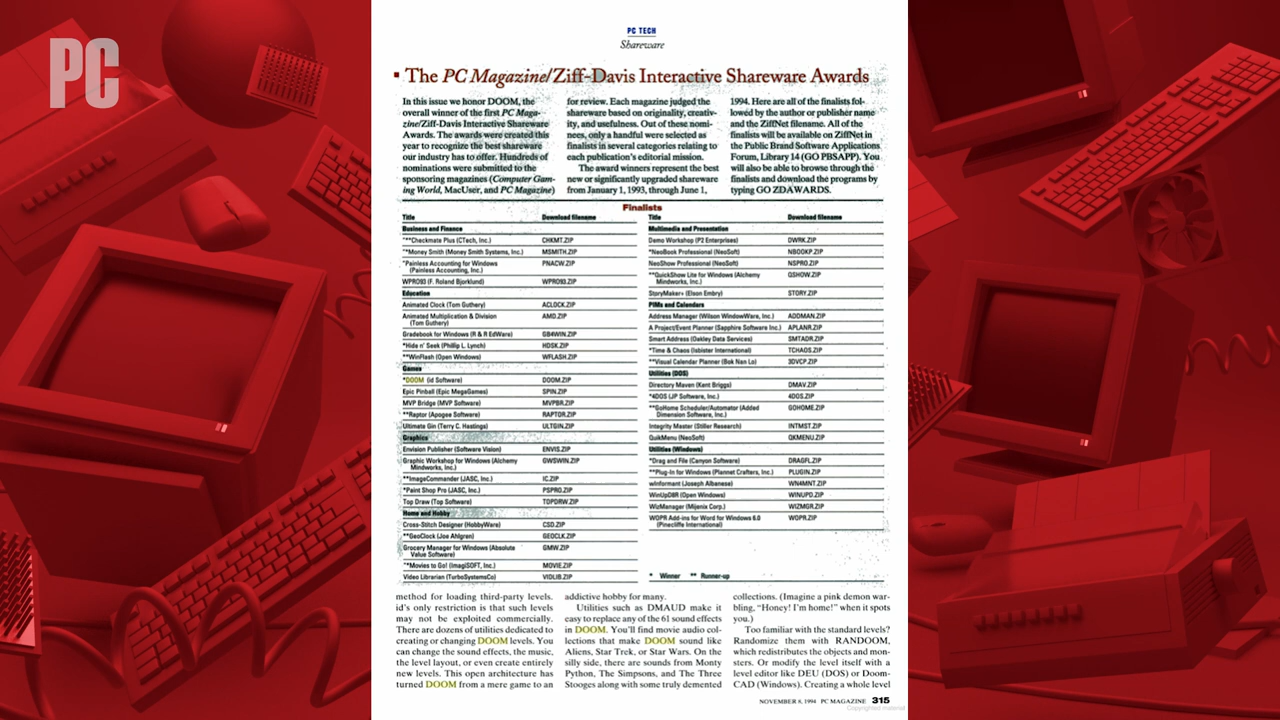 PC
PC TECH
Shareware
▪ The PC Magazine/Ziff-Davis Interactive Shareware Awards
In this issue we honor DOOM, the
overall winner of the first PC Maga-
zine/Ziff-Davis Interactive Shareware
Awards. The awards were created this
year to recognize the best shareware
our industry has to offer. Hundreds of
nominations were submitted to the
sponsoring magazines (Computer Gam-
ing World, MacUser, and PC Magazine)
for review. Each magazine judged the
shareware based on originality, creativ-
ity, and usefulness. Out of these nomi-
nees, only a handful were selected as
finalists in several categories relating to
each publication's editorial mission.
The award winners represent the best
new or significantly upgraded shareware
from January 1, 1993, through June 1,
1994. Here are all of the finalists fol-
lowed by the author or publisher name
and the ZiffNet filename. All of the
finalists will be available on ZiffNet in
the Public Brand Software Applications
Forum, Library 14 (GO PBSAPP). You
will also be able to browse through the
finalists and download the programs by
typing GO ZDAWARDS.
Finalists
Title Download filename
Business and Finance
**Checkmate Plus (CTech, Inc.) CHKMT.ZIP
**Money Smith (Money Smith Systems, Inc.) MSMITH.ZIP
*Painless Accounting for Windows PNACW.ZIP
(Painless Accounting, Inc.)
WPRO93 (F. Roland Bjorklund) WPRO93.ZIP
Education
Animated Clock (Tom Guthery) ACLOCK.ZIP
Animated Multiplication & Division AMD.ZIP
(Tom Guthery)
Gradebook for Windows (R & R EdWare) GB4WIN.ZIP
*Hide n' Seek (Phillip L. Lynch) HDSK.ZIP
**WinFlash (Open Windows) WFLASH.ZIP
Games
*DOOM (id Software) DOOM.ZIP
Epic Pinball (Epic MegaGames) SPIN.ZIP
MVP Bridge (MVP Software) MVPBR.ZIP
**Raptor (Apogee Software) RAPTOR.ZIP
Ultimate Gin (Terry C. Hastings) ULTGIN.ZIP
Graphics
Envision Publisher (Software Vision) ENVIS.ZIP
Graphic Workshop for Windows (Alchemy GWSWIN.ZIP
Mindworks, Inc.)
**ImageCommander (JASC, Inc.) IC.ZIP
*Paint Shop Pro (JASC, Inc.) PSPRO.ZIP
Top Draw (Top Software) TOPDRW.ZIP
Home and Hobby
Cross-Stitch Designer (HobbyWare) CSD.ZIP
**GeoClock (Joe Ahlgren) GEOCLK.ZIP
Grocery Manager for Windows (Absolute GMW.ZIP
Value Software)
*Movies to Go! (ImagiSOFT, Inc.) MOVIE.ZIP
Video Librarian (TurboSystemsCo) VIDLIB.ZIP
Title Download filename
Multimedia and Presentation
Demo Workshop (P2 Enterprises) DWRK.ZIP
*NeoBook Professional (NeoSoft) NBOOKP.ZIP
NeoShow Professional (NeoSoft) NSPRO.ZIP
**QuickShow Lite for Windows (Alchemy QSHOW.ZIP
Mindworks, Inc.)
StoryMaker+ (Elson Embry) STORY.ZIP
PIMs and Calendars
Address Manager (Wilson WindowWare, Inc.) ADDMAN.ZIP
A Project/Event Planner (Sapphire Software Inc.) APLANR.ZIP
Smart Address (Oakley Data Services) SMTADR.ZIP
*Time & Chaos (Isbister International) TCHAOS.ZIP
**Visual Calendar Planner (Bok Nan Lo) 3DVCP.ZIP
Utilities (DOS)
Directory Maven (Kent Briggs) DMAV.ZIP
*4DOS (JP Software, Inc.) 4DOS.ZIP
**GoHome Scheduler/Automator (Added GOHOME.ZIP
Dimension Software, Inc.)
Integrity Master (Stiller Research) INTMST.ZIP
QuikMenu (NeoSoft) QKMENU.ZIP
Utilities (Windows)
*Drag and File (Canyon Software) DRAGFL.ZIP
**Plug-In for Windows (Plannet Crafters, Inc.) PLUGIN.ZIP
winformant (Joseph Albanese) WN4MNT.ZIP
WinUpD8R (Open Windows) WINUPD.ZIP
WizManager (Mijenix Corp.) WIZMGR.ZIP
WOPR Add-ins for Word for Windows 6.0 WOPR.ZIP
(Pinecliffe International)
* Winner ** Runner-up
method for loading third-party levels.
id's only restriction is that such levels
may not be exploited commercially.
There are dozens of utilities dedicated to
creating or changing DOOM levels. You
can change the sound effects, the music,
the level layout, or even create entirely
new levels. This open architecture has
turned DOOM from a mere game to an
addictive hobby for many.
Utilities such as DMAUD make it
easy to replace any of the 61 sound effects
in DOOM. You'll find movie audio col-
lections that make DOOM sound like
Aliens, Star Trek, or Star Wars. On the
silly side, there are sounds from Monty
Python, The Simpsons, and The Three
Stooges along with some truly demented
collections. (Imagine a pink demon war-
bling, "Honey! I'm home!" when it spots
you.)
Too familiar with the standard levels?
Randomize them with RANDOOM,
which redistributes the objects and mon-
sters. Or modify the level itself with a
level editor like DEU (DOS) or Doom-
CAD (Windows). Creating a whole level
NOVEMBER 8, 1994 PC MAGAZINE 315
Copyrighted material